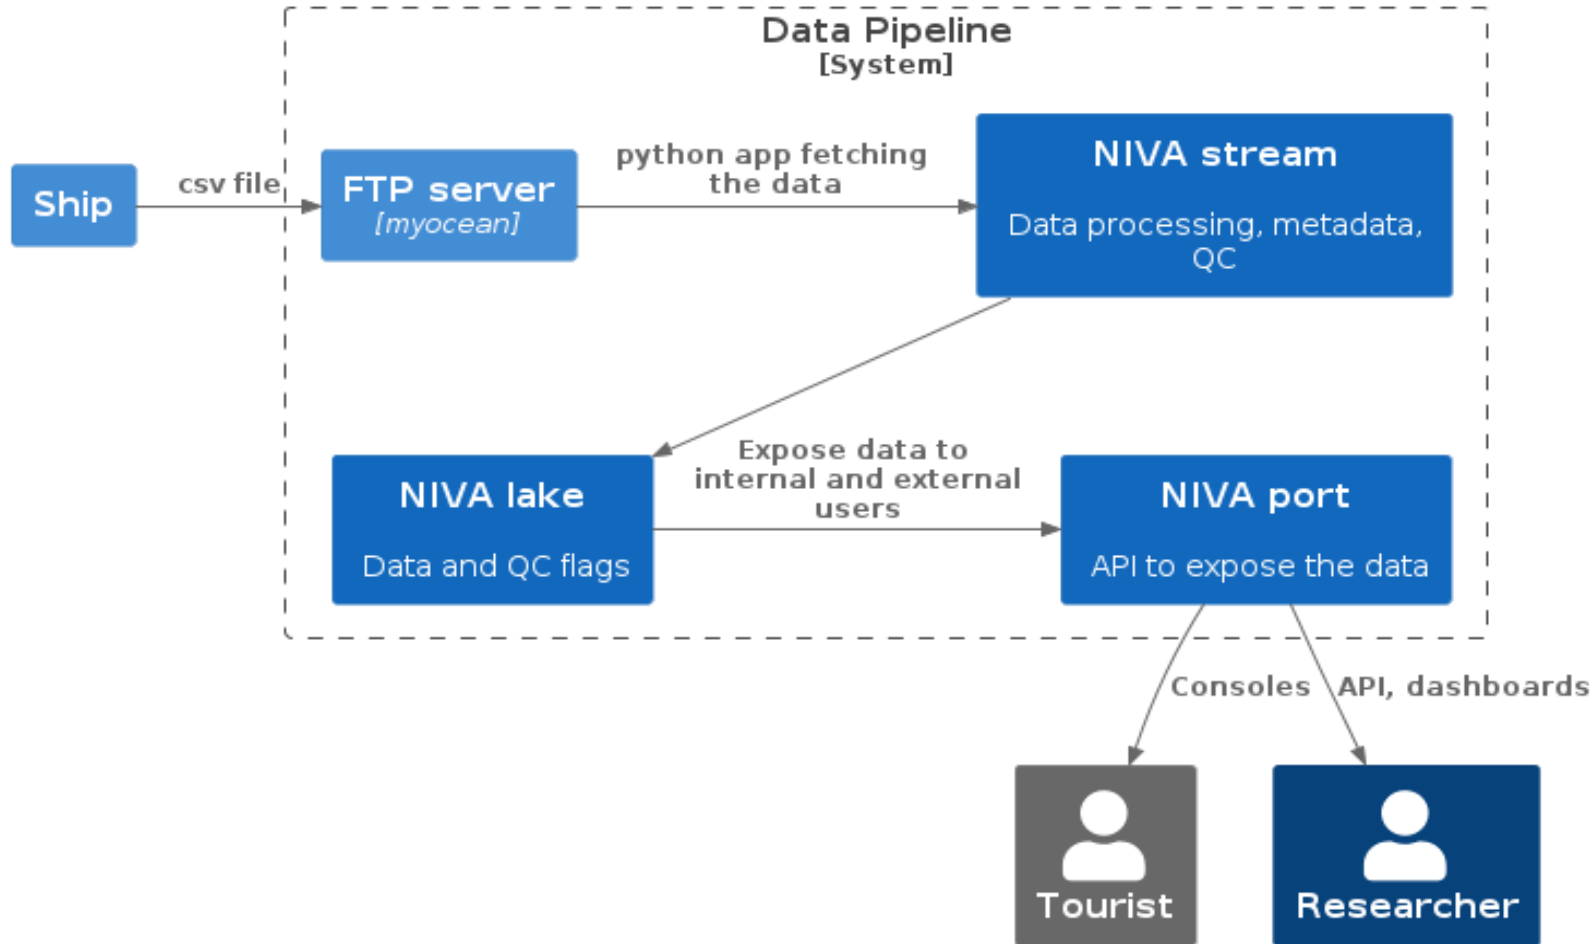 Data Pipeline
[System]
Ship
csv file
FTP server
[myocean]
python app fetching
the data
NIVA stream
Data processing, metadata,
QC
NIVA lake
Data and QC flags
Expose data to
internal and external
users
NIVA port
API to expose the data
Consoles
API, dashboards
Tourist
Researcher